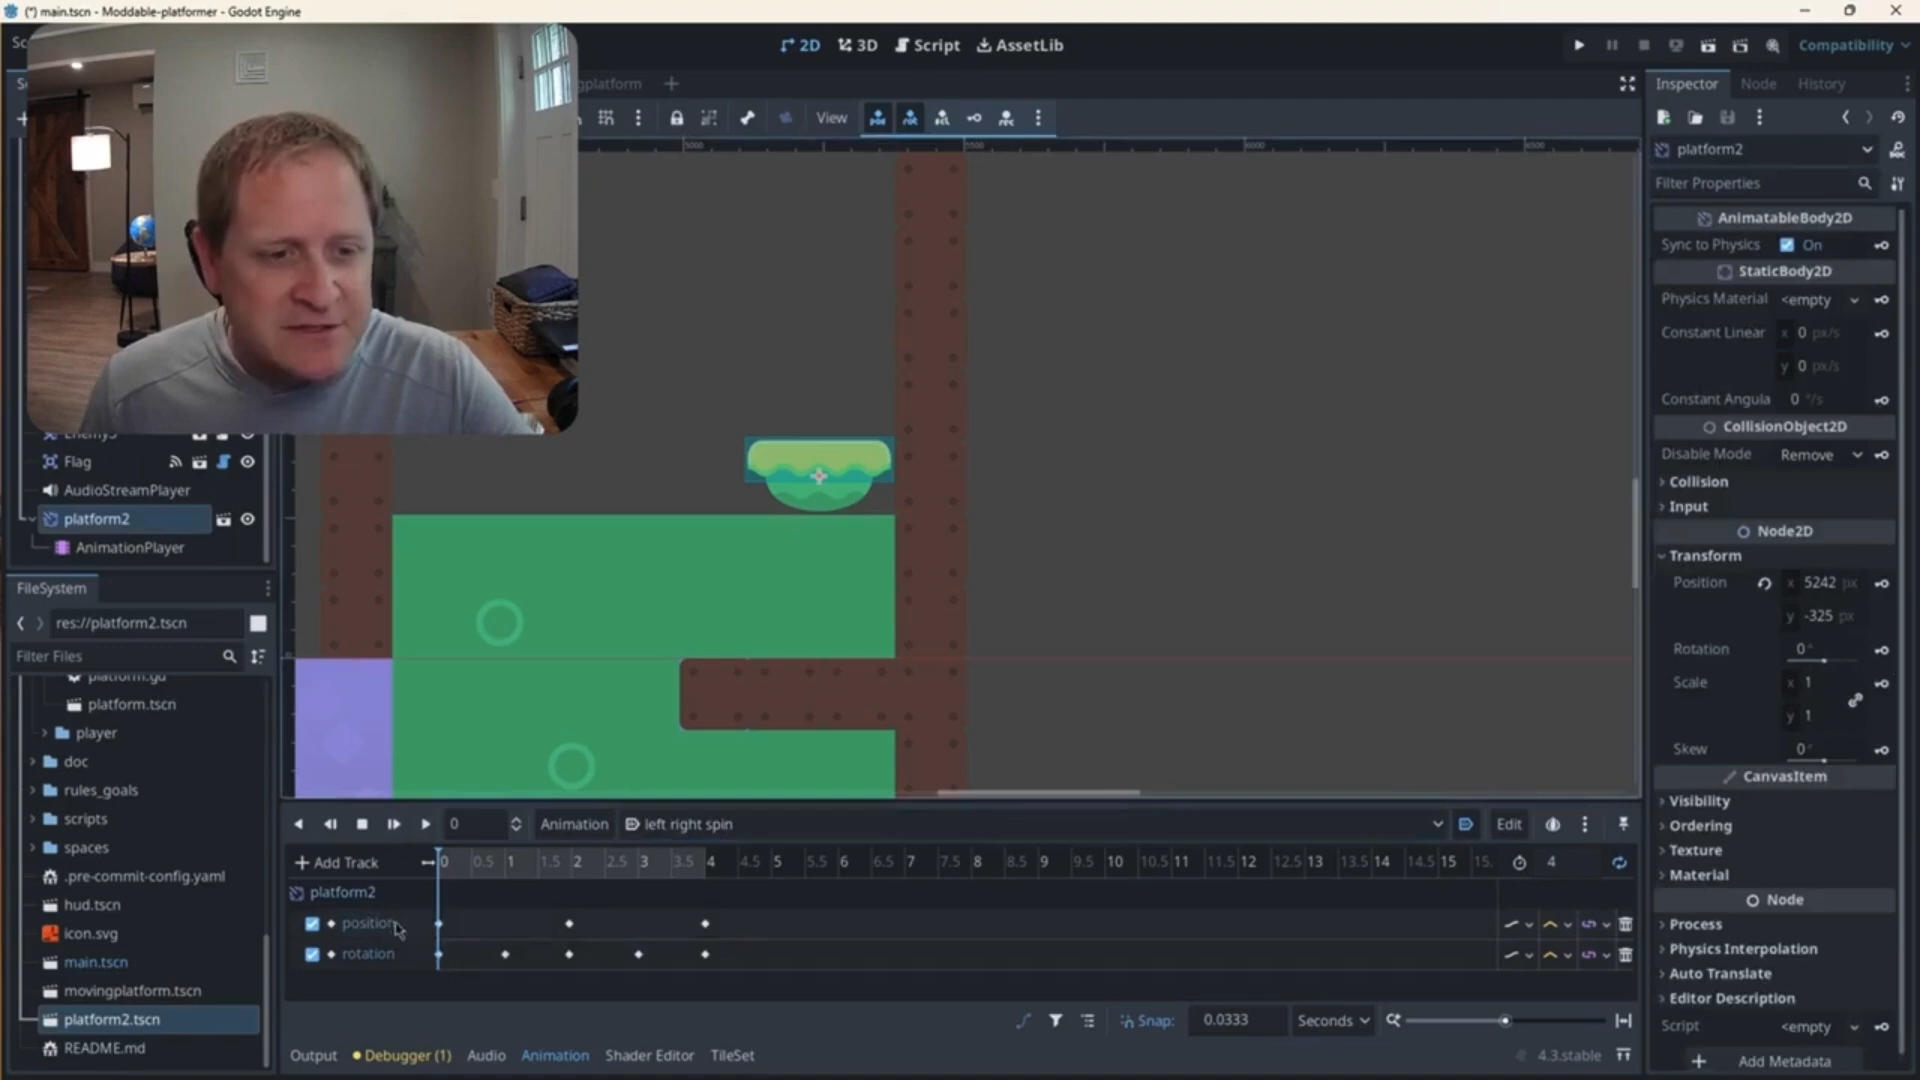 (*) main.tscn - Moddable-platformer - Godot Engine
2D
3D
Script
AssetLib
Compatibility
gplatform
View
Inspector
Node
History
5000
5500
6000
6500
platform2
Filter Properties
AnimatableBody2D
Sync to Physics
On
StaticBody2D
Physics Material
<empty
Constant Linear
x 0 px/s
y 0 px/s
Constant Angula
0 °/s
CollisionObject2D
Disable Mode
Remove
Collision
Input
Node2D
Transform
Position
x 5242 px
y -325 px
Rotation
0 °
Scale
x 1
y 1
Skew
0 °
CanvasItem
Visibility
Ordering
Texture
Material
Node
Process
Physics Interpolation
Auto Translate
Editor Description
Script
<empty
Add Metadata
Flag
AudioStreamPlayer
platform2
AnimationPlayer
FileSystem
res://platform2.tscn
Filter Files
platform.gd
platform.tscn
player
doc
rules_goals
scripts
spaces
.pre-commit-config.yaml
hud.tscn
icon.svg
main.tscn
movingplatform.tscn
platform2.tscn
README.md
0
Animation
left right spin
Edit
Add Track
0 0.5 1 1.5 2 2.5 3 3.5 4 4.5 5 5.5 6 6.5 7 7.5 8 8.5 9 9.5 10 10.5 11 11.5 12 12.5 13 13.5 14 14.5 15 15.
4
platform2
position
rotation
Snap:
0.0333
Seconds
Output
Debugger (1)
Audio
Animation
Shader Editor
TileSet
4.3.stable